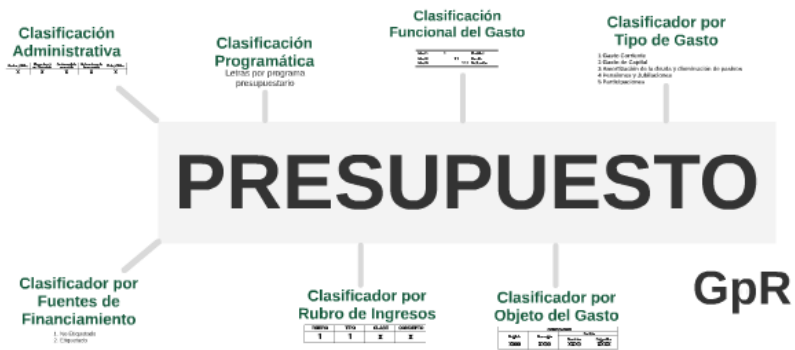 Clasificación
Administrativa
X X X X X
Clasificación
Programática
Letras por programa
presupuestario
Clasificación
Funcional del Gasto
Clasificador por
Tipo de Gasto
1 Gasto Corriente
2 Gasto de Capital
3 Amortización de la deuda y disminución de pasivos
4 Pensiones y Jubilaciones
5 Participaciones
PRESUPUESTO
GpR
Clasificador por
Fuentes de
Financiamiento
1. No Etiquetado
2. Etiquetado
Clasificador por
Rubro de Ingresos
RUBRO TIPO CLASE CONCEPTO
1 1 X X
Clasificador por
Objeto del Gasto